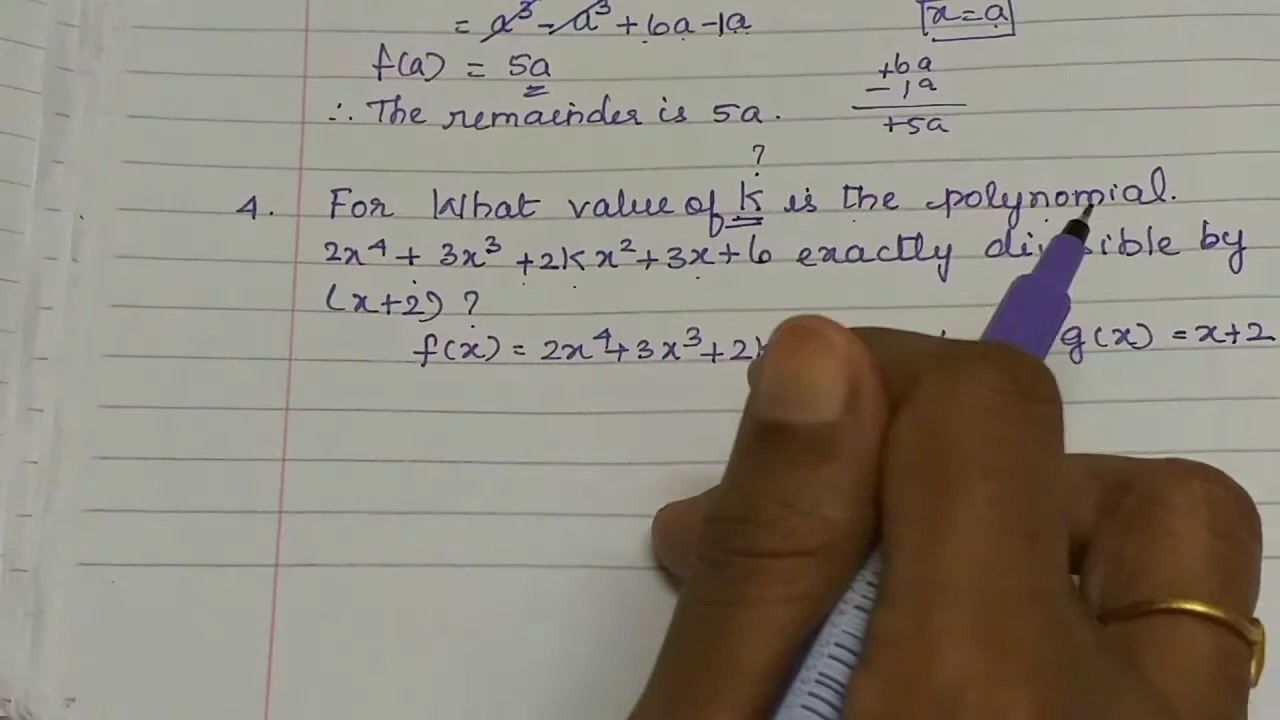 = a³ - a³ + 6a - 1a
x = a
f(a) = 5a
+6a
- 1a
+5a
∴ The remainder is 5a.
?
4. For What value of k is the polynomial.
2x⁴ + 3x³ + 2kx² + 3x + 6 exactly by
(x+2) ?
f(x) = 2x⁴ + 3x³ + 2k g(x) = x+2